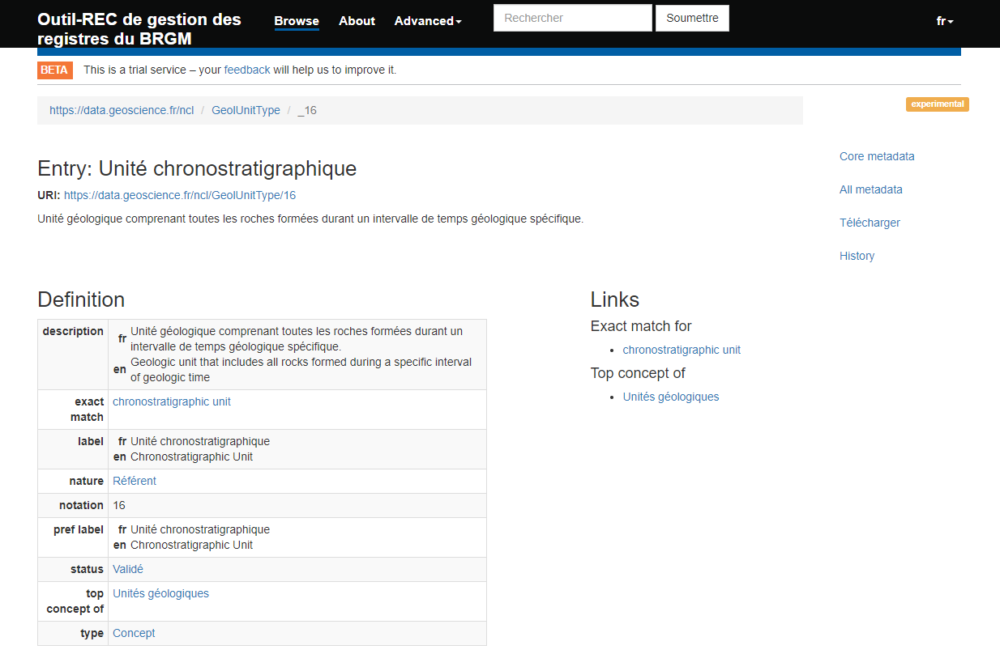 Outil-REC de gestion des
registres du BRGM
Browse About Advanced Rechercher Soumettre fr
BETA This is a trial service – your feedback will help us to improve it.
https://data.geoscience.fr/ncl / GeolUnitType / _16
experimental
Entry: Unité chronostratigraphique
URI: https://data.geoscience.fr/ncl/GeolUnitType/16
Unité géologique comprenant toutes les roches formées durant un intervalle de temps géologique spécifique.
Core metadata
All metadata
Télécharger
History
Definition
description
fr Unité géologique comprenant toutes les roches formées durant un
intervalle de temps géologique spécifique.
en Geologic unit that includes all rocks formed during a specific interval
of geologic time
exact
match
chronostratigraphic unit
label
fr Unité chronostratigraphique
en Chronostratigraphic Unit
nature Référent
notation 16
pref label
fr Unité chronostratigraphique
en Chronostratigraphic Unit
status Validé
top
concept of
Unités géologiques
type Concept
Links
Exact match for
• chronostratigraphic unit
Top concept of
• Unités géologiques